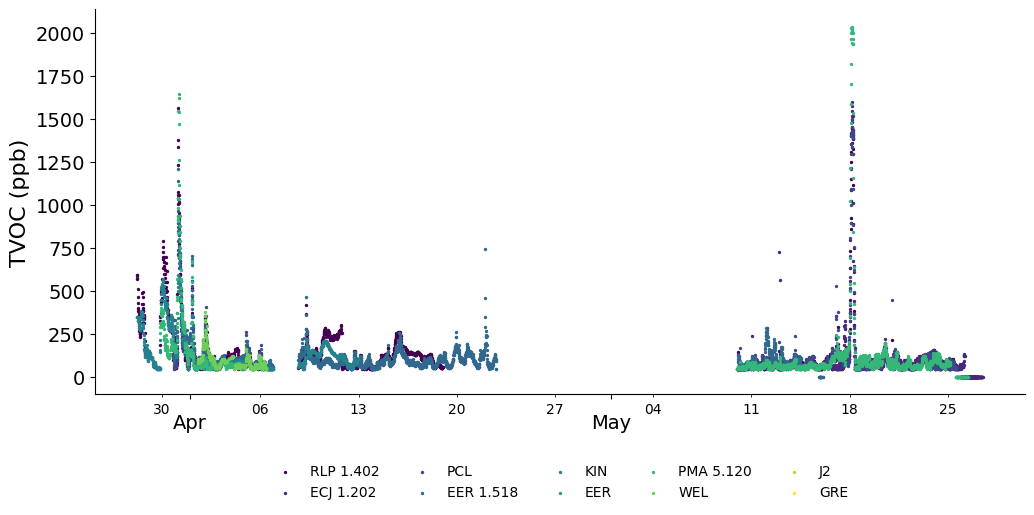 2000
1750
1500
1250
1000
750
500
250
0
TVOC (ppb)
30 06 13 20 27 04 11 18 25
Apr May
RLP 1.402 PCL KIN PMA 5.120 J2
ECJ 1.202 EER 1.518 EER WEL GRE